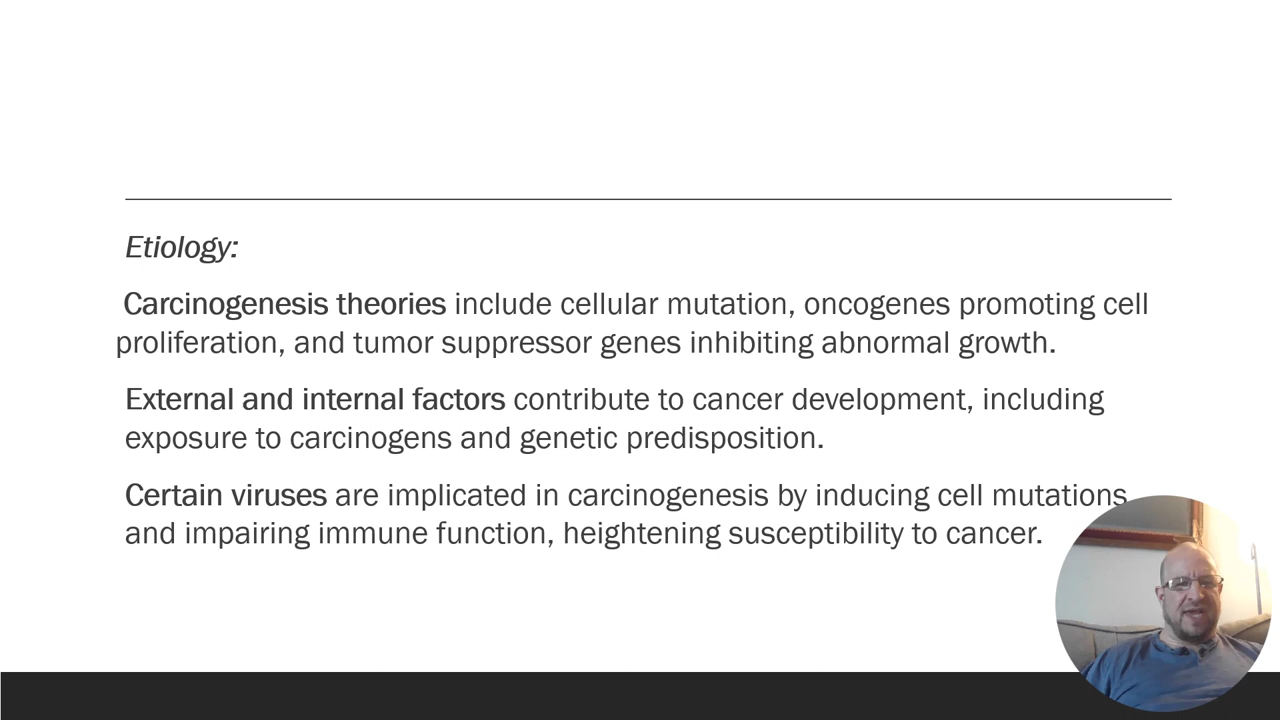 Etiology:
Carcinogenesis theories include cellular mutation, oncogenes promoting cell
proliferation, and tumor suppressor genes inhibiting abnormal growth.
External and internal factors contribute to cancer development, including
exposure to carcinogens and genetic predisposition.
Certain viruses are implicated in carcinogenesis by inducing cell mutations
and impairing immune function, heightening susceptibility to cancer.